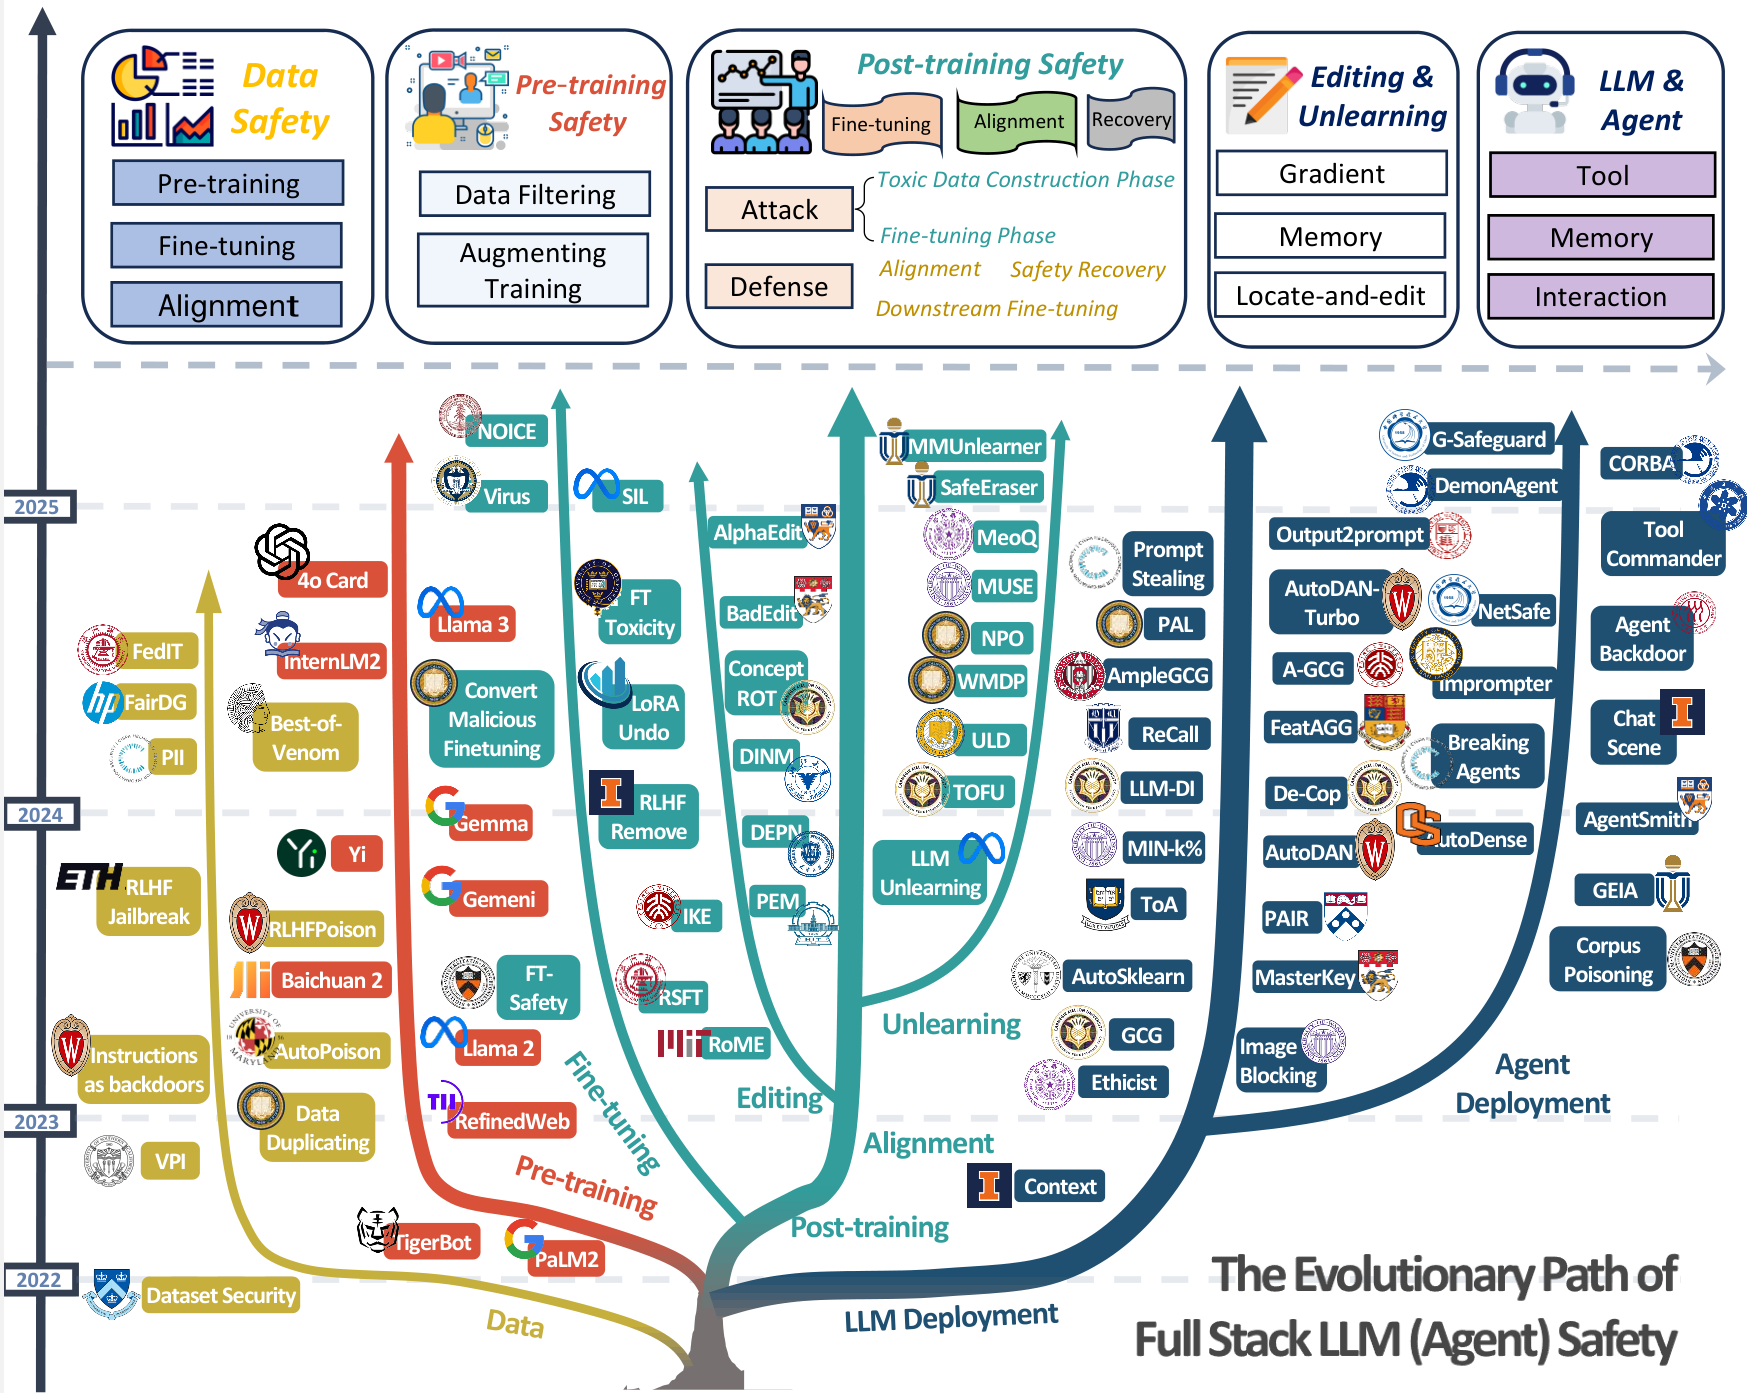 Data
Safety
Pre-training
Fine-tuning
Alignment
Pre-training
Safety
Data Filtering
Augmenting
Training
Post-training Safety
Fine-tuning
Alignment
Recovery
Attack
Toxic Data Construction Phase
Fine-tuning Phase
Defense
Alignment
Safety Recovery
Downstream Fine-tuning
Editing &
Unlearning
Gradient
Memory
Locate-and-edit
LLM &
Agent
Tool
Memory
Interaction
2025
2024
2023
2022
FedIT
FairDG
PII
ETH
RLHF
Jailbreak
Instructions
as backdoors
VPI
Dataset Security
4o Card
InternLM2
Best-of-
Venom
Yi
Yi
RLHFPoison
Baichuan 2
UNIVERSITY OF
MARYLAND
AutoPoison
Data
Duplicating
TigerBot
PaLM2
Data
NOICE
Virus
Llama 3
Convert
Malicious
Finetuning
Gemma
Gemeni
FT-
Safety
Llama 2
TII
RefinedWeb
Pre-training
SIL
FT
Toxicity
LoRA
Undo
RLHF
Remove
IKE
RSFT
MIT
RoME
Fine-tuning
AlphaEdit
BadEdit
Concept
ROT
DINM
DEPN
PEM
HIT
Editing
Alignment
Post-training
MMUnlearner
SafeEraser
MeoQ
MUSE
NPO
WMDP
ULD
TOFU
LLM
Unlearning
Unlearning
Prompt
Stealing
PAL
AmpleGCG
ReCall
LLM-DI
MIN-k%
ToA
AutoSklearn
GCG
Ethicist
Context
LLM Deployment
G-Safeguard
DemonAgent
Output2prompt
AutoDAN-
Turbo
NetSafe
A-GCG
Imprompter
FeatAGG
Breaking
Agents
De-Cop
AutoDAN
OS
AutoDense
PAIR
MasterKey
Image
Blocking
Agent
Deployment
CORBA
Tool
Commander
Agent
Backdoor
Chat
Scene
AgentSmith
GEIA
Corpus
Poisoning
The Evolutionary Path of
Full Stack LLM (Agent) Safety